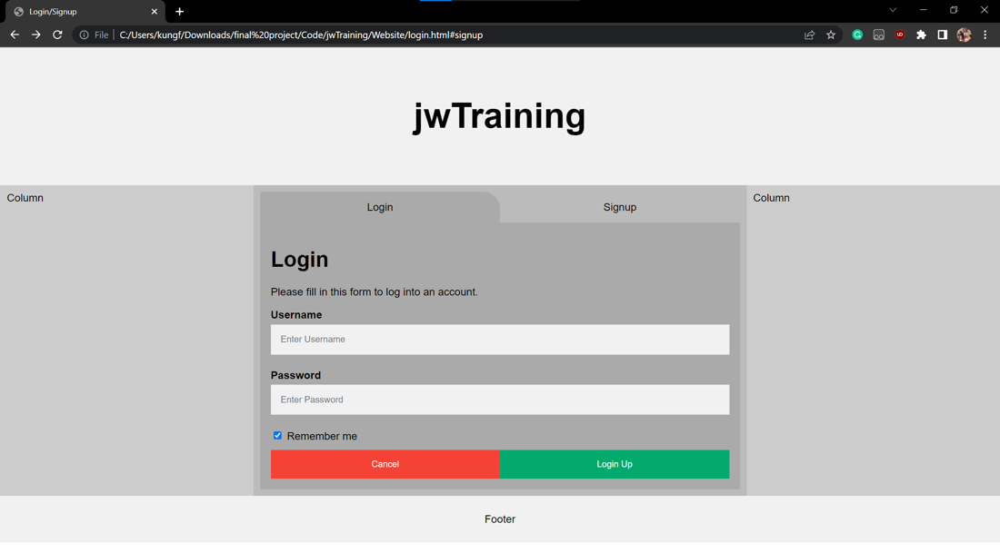 Login/Signup
File
C:/Users/kungf/Downloads/final%20project/Code/jwTraining/Website/login.html#signup
jwTraining
Column
Login
Signup
Column
Login
Please fill in this form to log into an account.
Username
Enter Username
Password
Enter Password
Remember me
Cancel
Login Up
Footer